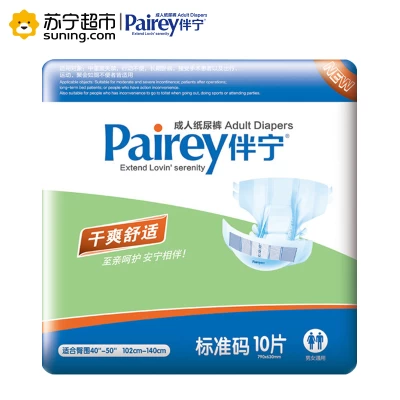 苏宁超市
suning.com
成人纸尿裤 Adult Diapers
Pairey伴宁
Extend Lovin' serenity
NEW
成人纸尿裤 Adult Diapers
Pairey伴宁®
Extend Lovin' serenity
干爽舒适
至亲呵护 安宁相伴!
适合臀围40"-50" 102cm-140cm
标准码 10片
男女通用